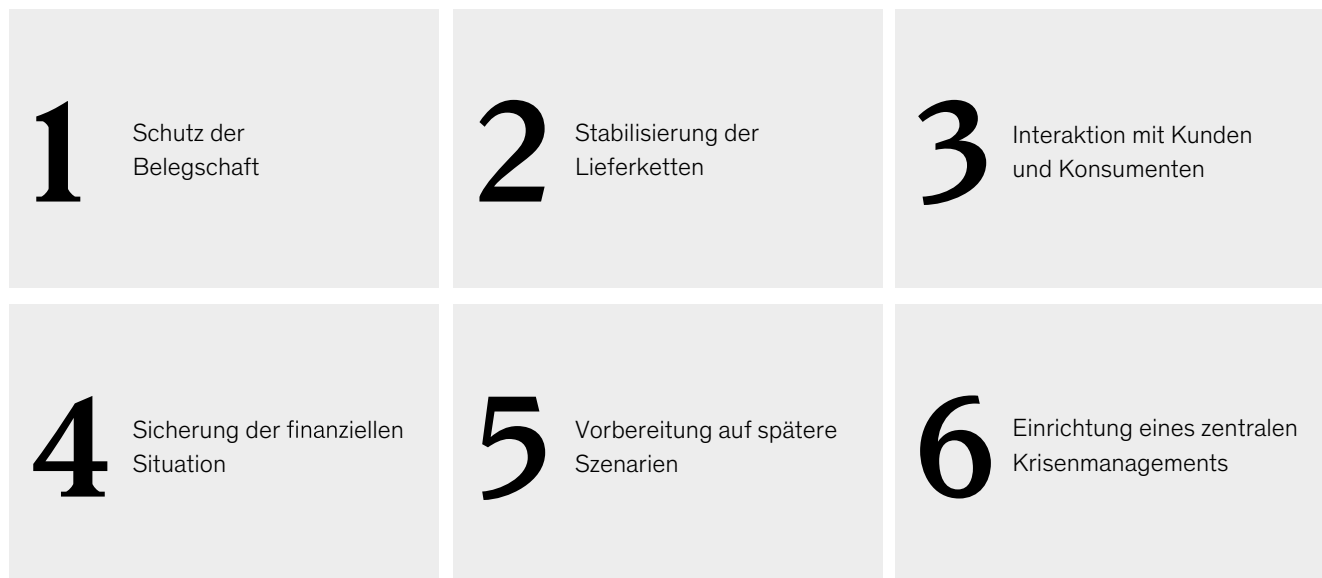 1
Schutz der
Belegschaft
2
Stabilisierung der
Lieferketten
3
Interaktion mit Kunden
und Konsumenten
4
Sicherung der finanziellen
Situation
5
Vorbereitung auf spätere
Szenarien
6
Einrichtung eines zentralen
Krisenmanagements